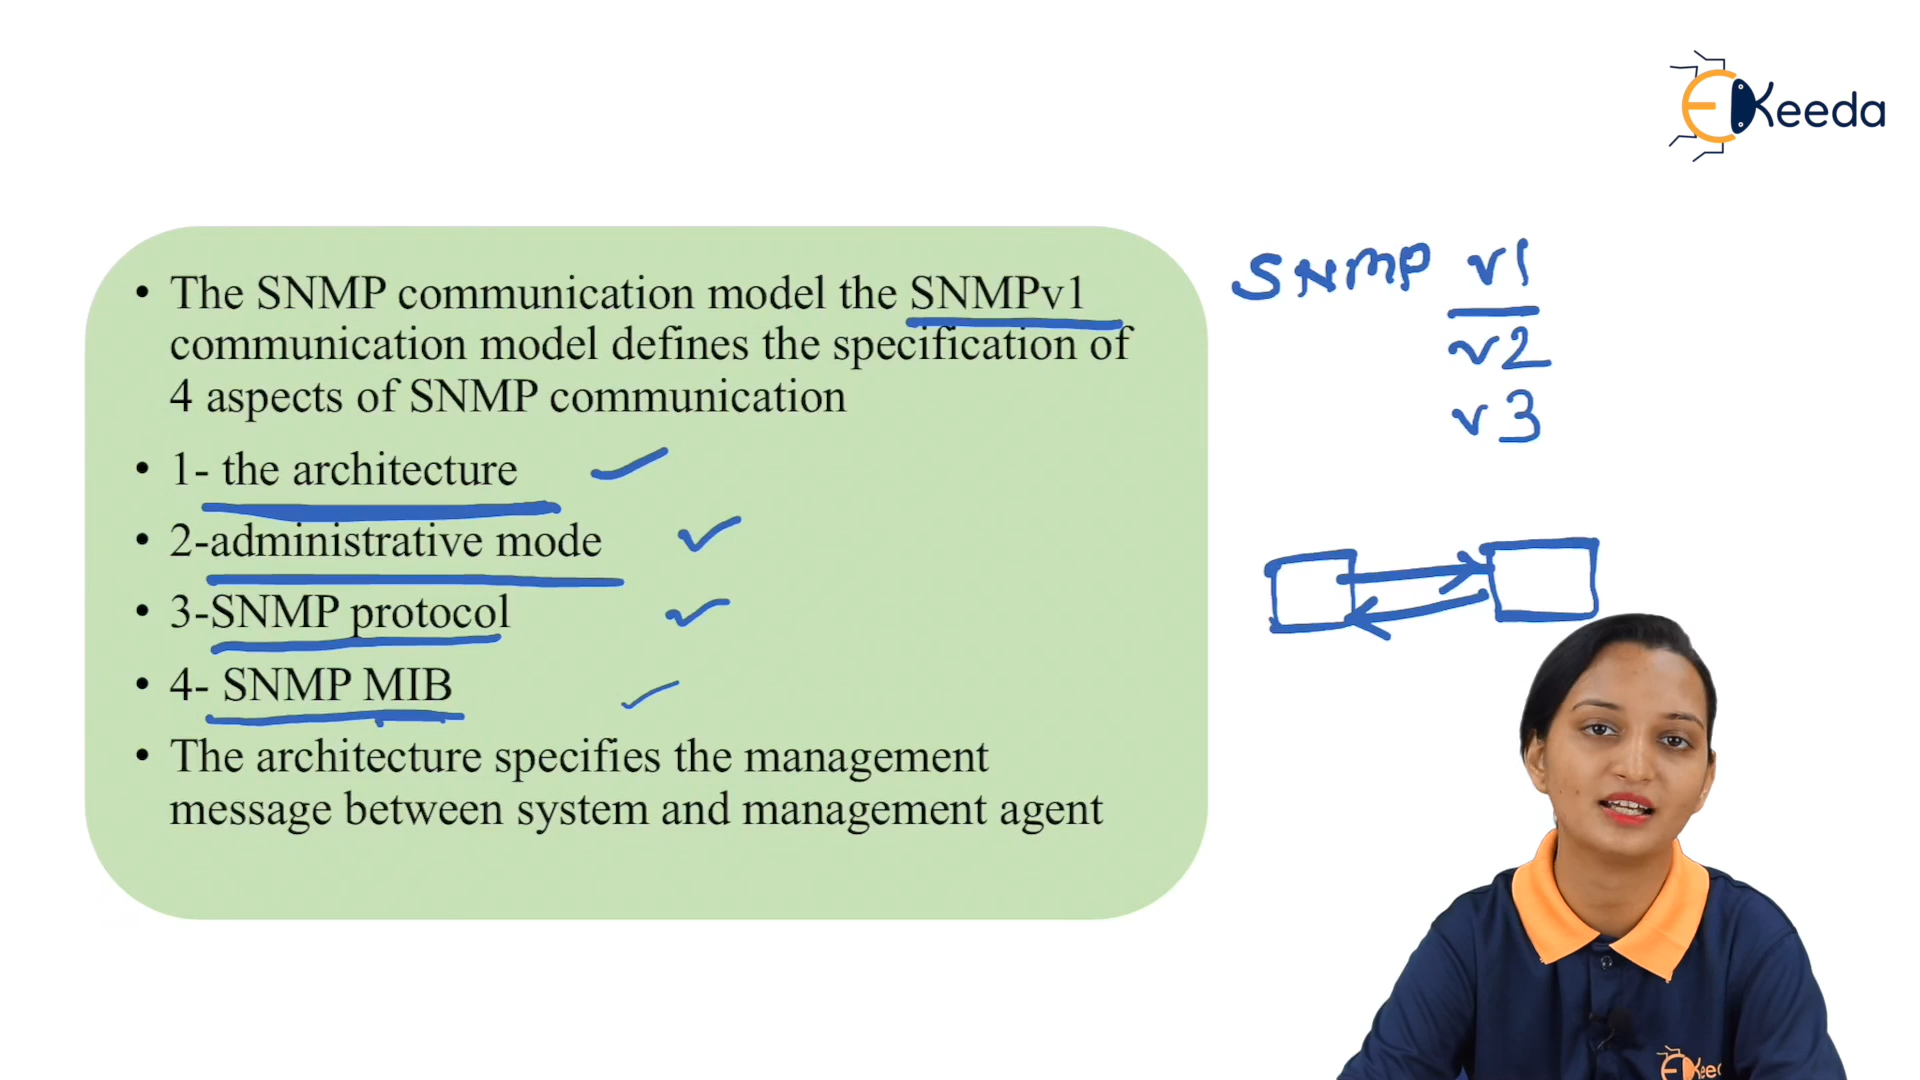 EKeeda
• The SNMP communication model the SNMPv1
communication model defines the specification of
4 aspects of SNMP communication
• 1- the architecture
• 2-administrative mode
• 3-SNMP protocol
• 4- SNMP MIB
• The architecture specifies the management
message between system and management agent
SNMP v1
v2
v3
EKeec